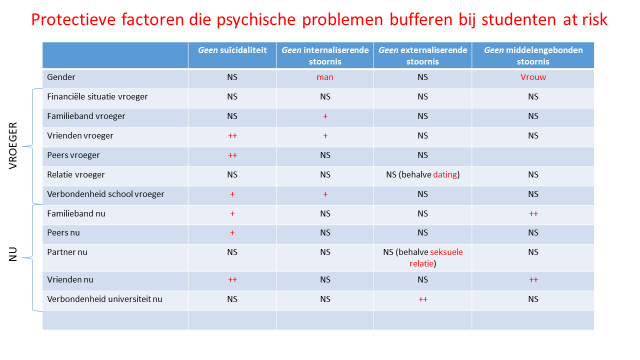 Protectieve factoren die psychische problemen bufferen bij studenten at risk
Geen suïcidaliteit Geen internaliserende stoornis Geen externaliserende stoornis Geen middelengebonden stoornis
Gender NS man NS Vrouw
VROEGER
Financiële situatie vroeger NS NS NS NS
Familieband vroeger NS + NS NS
Vrienden vroeger ++ + NS NS
Peers vroeger ++ NS NS
Relatie vroeger NS NS NS (behalve dating) NS
Verbondenheid school vroeger + + NS NS
NU
Familieband nu + NS NS ++
Peers nu + NS NS NS
Partner nu NS NS NS (behalve seksuele relatie) NS
Vrienden nu ++ NS NS ++
Verbondenheid universiteit nu NS NS ++ NS